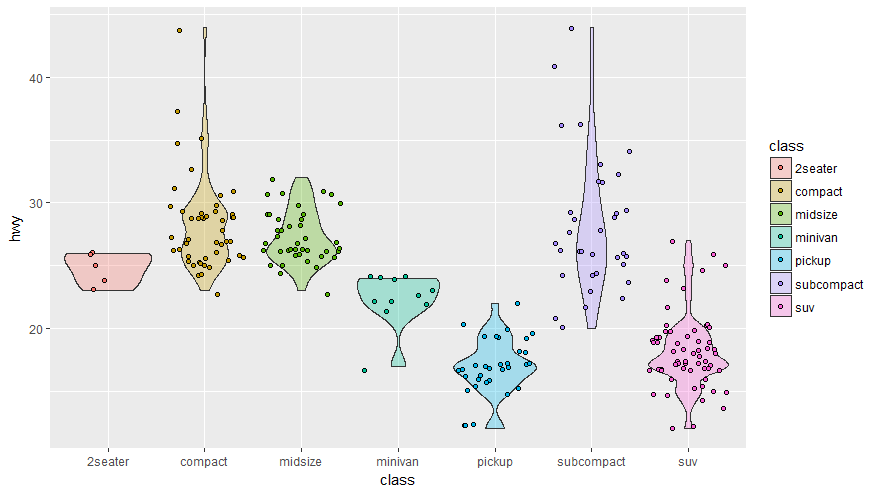 hwy
40
30
20
2seater compact midsize minivan pickup subcompact suv
class
class
2seater
compact
midsize
minivan
pickup
subcompact
suv